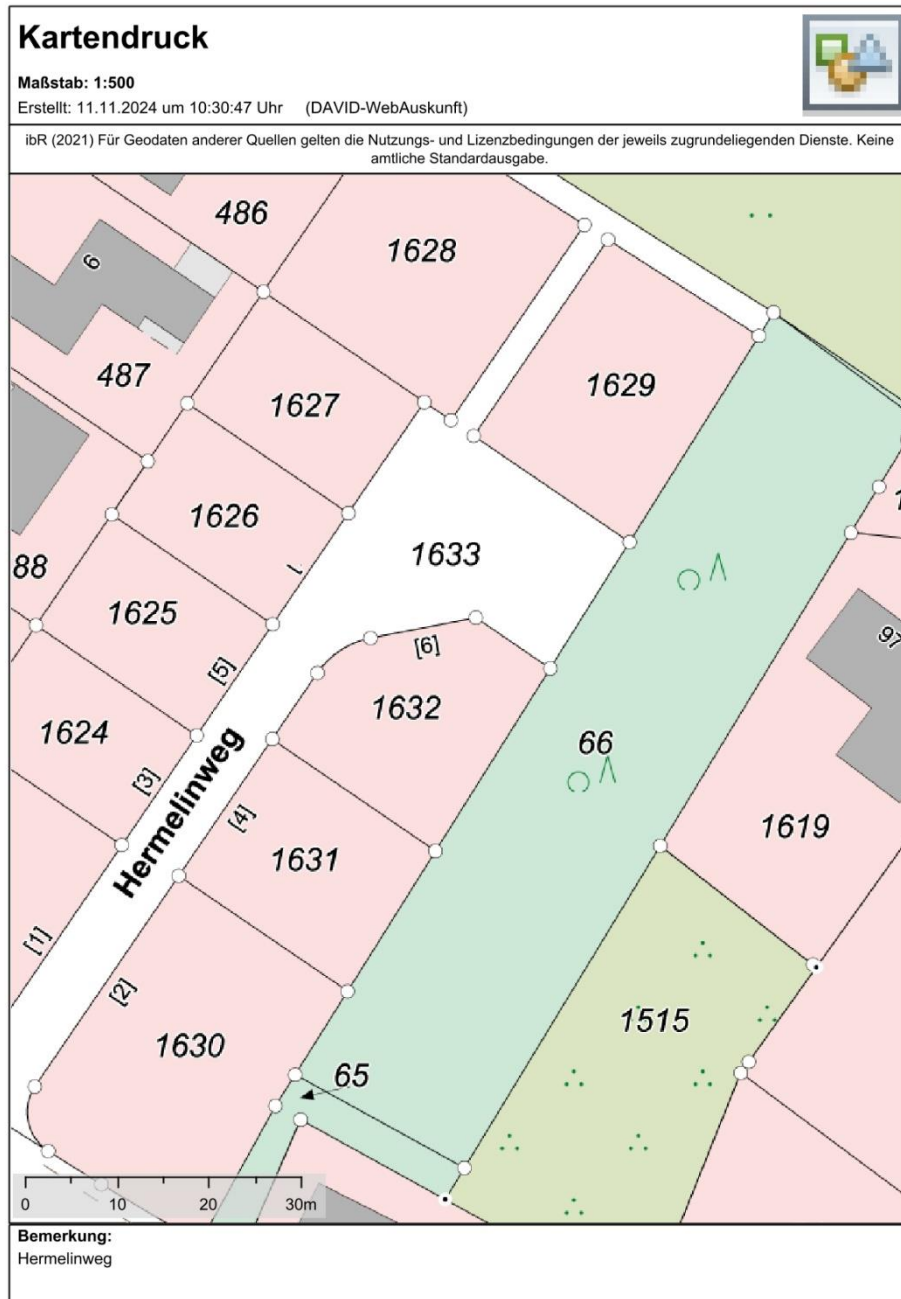 Kartendruck
Maßstab: 1:500
Erstellt: 11.11.2024 um 10:30:47 Uhr (DAVID-WebAuskunft)
ibR (2021) Für Geodaten anderer Quellen gelten die Nutzungs- und Lizenzbedingungen der jeweils zugrundeliegenden Dienste. Keine
amtliche Standardausgabe.
486
1628
9
487
1629
1627
1626
88
1633
1625
[6]
[5]
97
1632
1624
66
[3]
Hermelinweg
[4]
1619
1631
[1]
[2]
1515
1630
65
0 10 20 30m
Bemerkung:
Hermelinweg